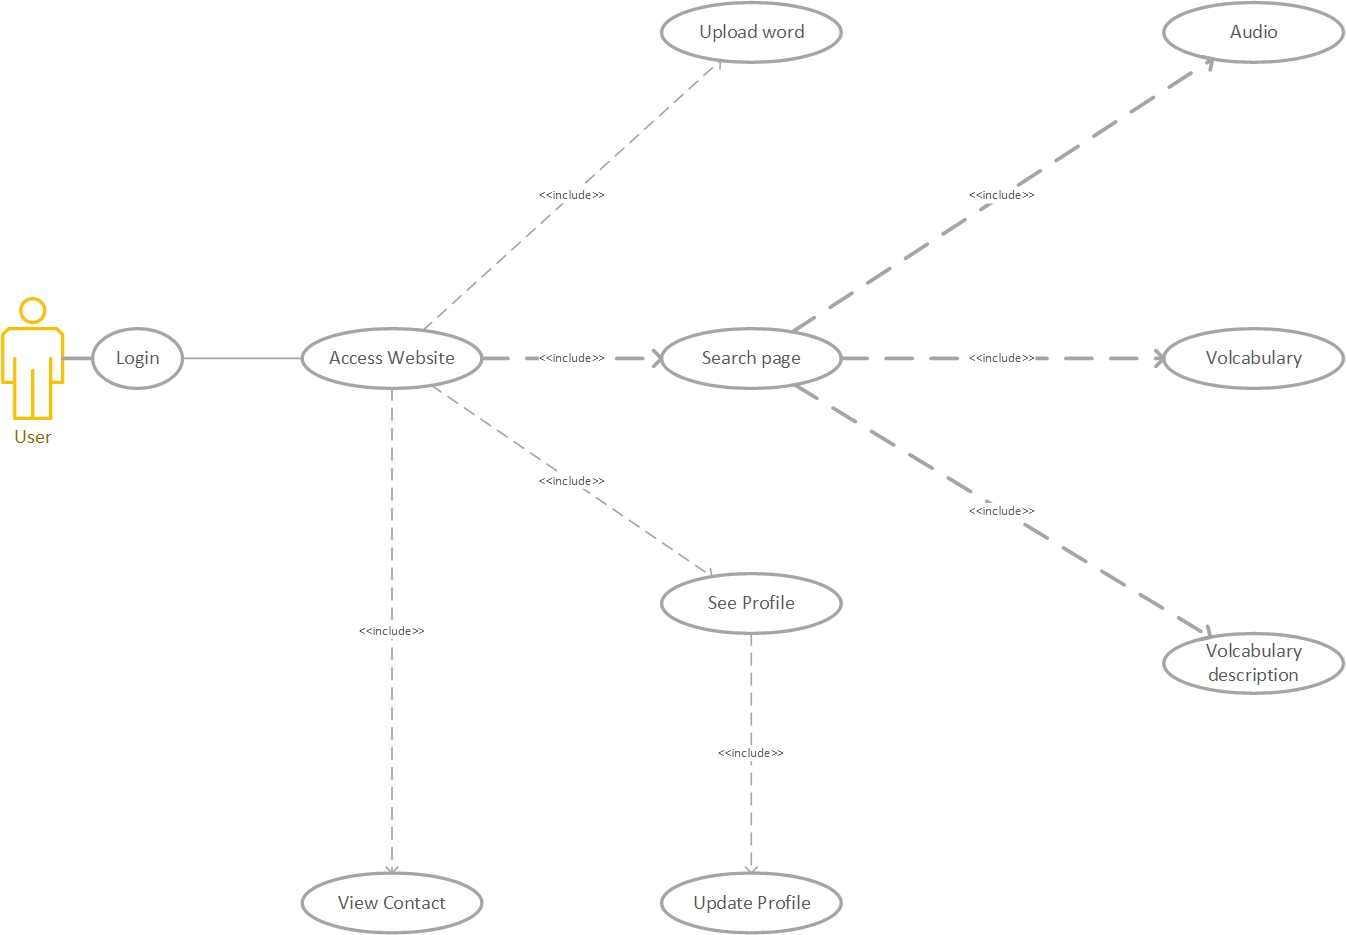 Upload word
Audio
<<include>>
<<include>>
Login
Access Website
<<include>>
Search page
<<include>>
Volcabulary
User
<<include>>
<<include>>
See Profile
<<include>>
Volcabulary
description
<<include>>
View Contact
Update Profile